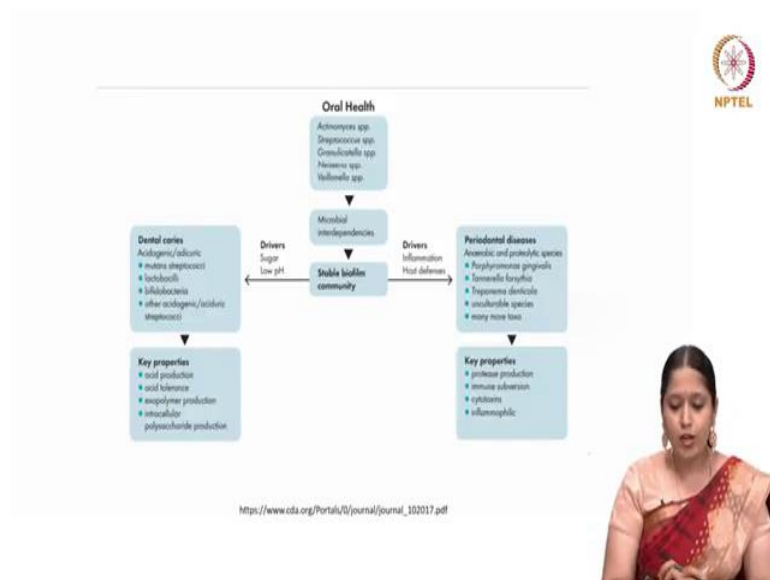 NPTEL
Oral Health
Actinomyces spp.
Streptococcus spp.
Granulicatella spp.
Neisseria spp.
Veillonella spp.
Microbial
interdependencies
Stable biofilm
community
Drivers
Sugar
Low pH
Drivers
Inflammation
Host defenses
Dental caries
Acidogenic/aduric
mutans streptococci
lactobacilli
bifidobacteria
other acidogenic/aciduric
streptococci
Key properties
acid production
acid tolerance
exopolymer production
intracellular
polysaccharide production
Periodontal diseases
Anaerobic and proteolytic species
Porphyromonas gingivalis
Tannerella forsythia
Treponema denticola
unculturable species
many more taxa
Key properties
protease production
immune subversion
cytotoxins
inflammophilic
https://www.cda.org/Portals/0/journal/journal_102017.pdf